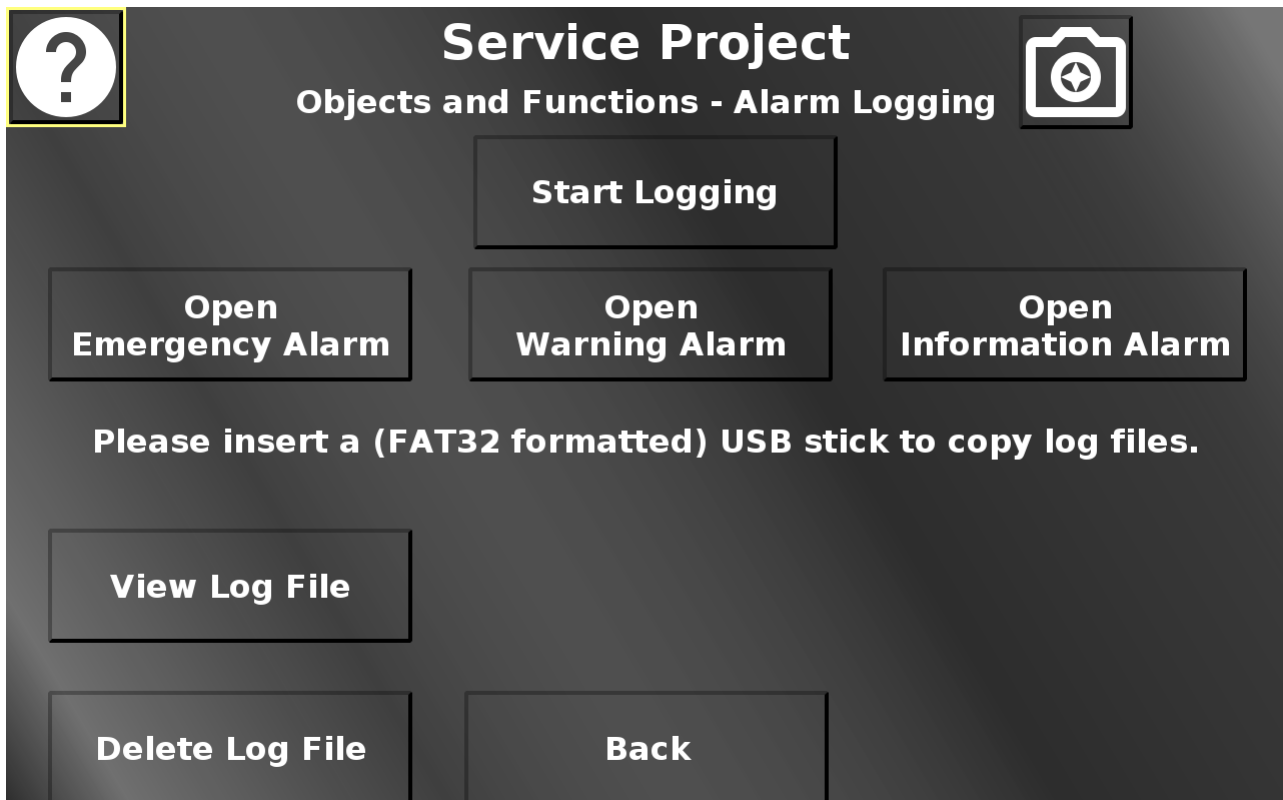 ?
Service Project
Objects and Functions - Alarm Logging
Start Logging
Open
Emergency Alarm
Open
Warning Alarm
Open
Information Alarm
Please insert a (FAT32 formatted) USB stick to copy log files.
View Log File
Delete Log File
Back